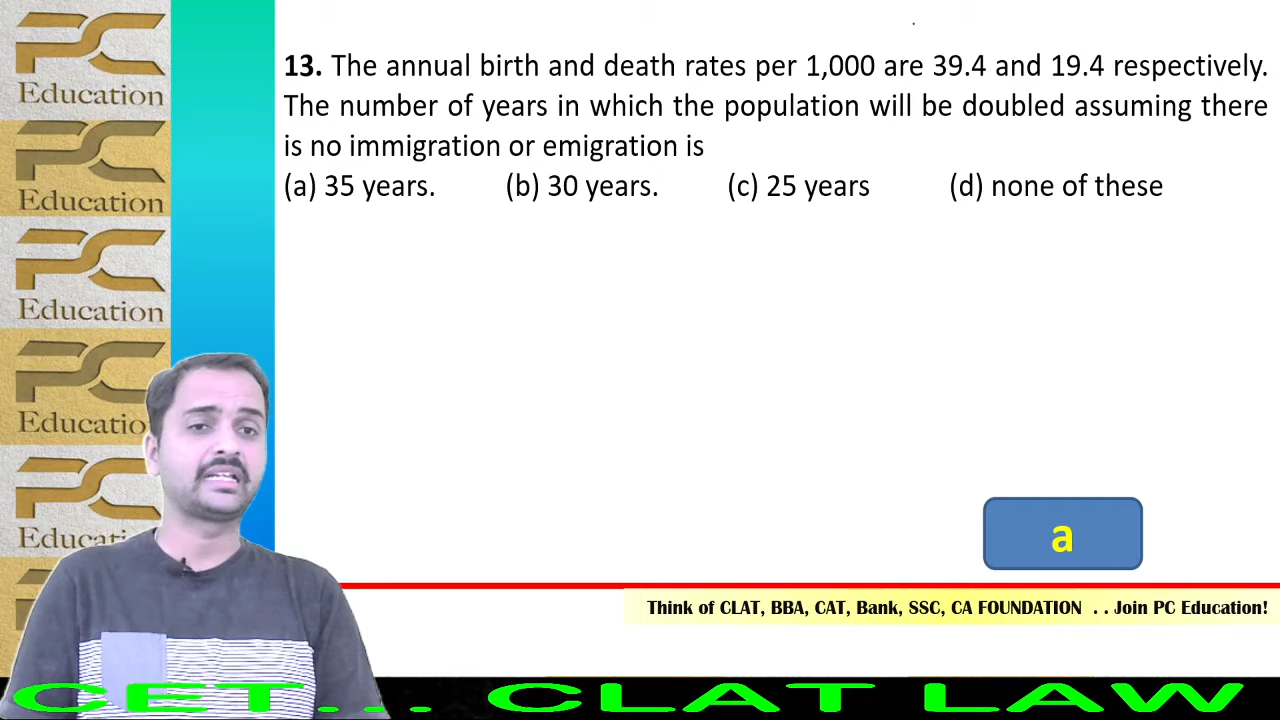 PC
Education
PC
Education
PC
Education
PC
Educatio
PC
Educati
13. The annual birth and death rates per 1,000 are 39.4 and 19.4 respectively.
The number of years in which the population will be doubled assuming there
is no immigration or emigration is
(a) 35 years. (b) 30 years. (c) 25 years (d) none of these
a
Think of CLAT, BBA, CAT, Bank, SSC, CA FOUNDATION . . Join PC Education!
CET... CLAT LAW